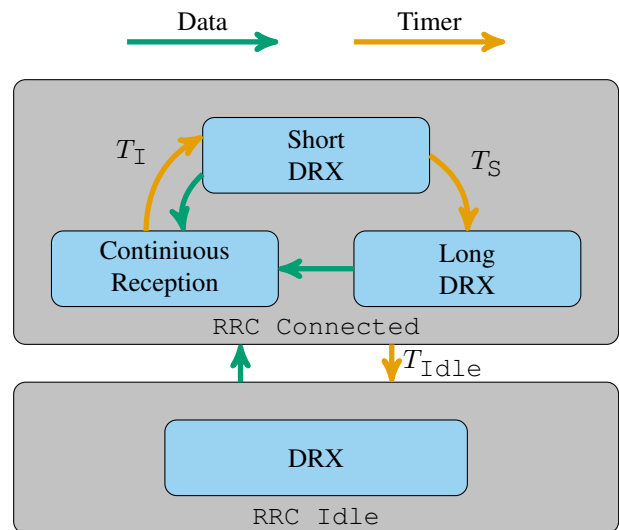 Data
Timer
Short
DRX
T_I
T_S
Continiuous
Reception
Long
DRX
RRC Connected
T_Idle
DRX
RRC Idle